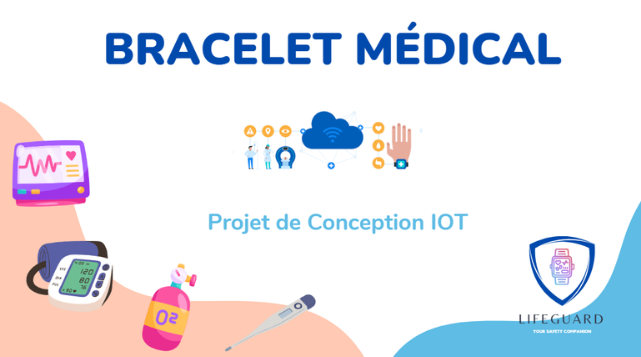 BRACELET MÉDICAL
Projet de Conception IOT
120
80
O2
LIFEGUARD
YOUR SAFETY COMPANION